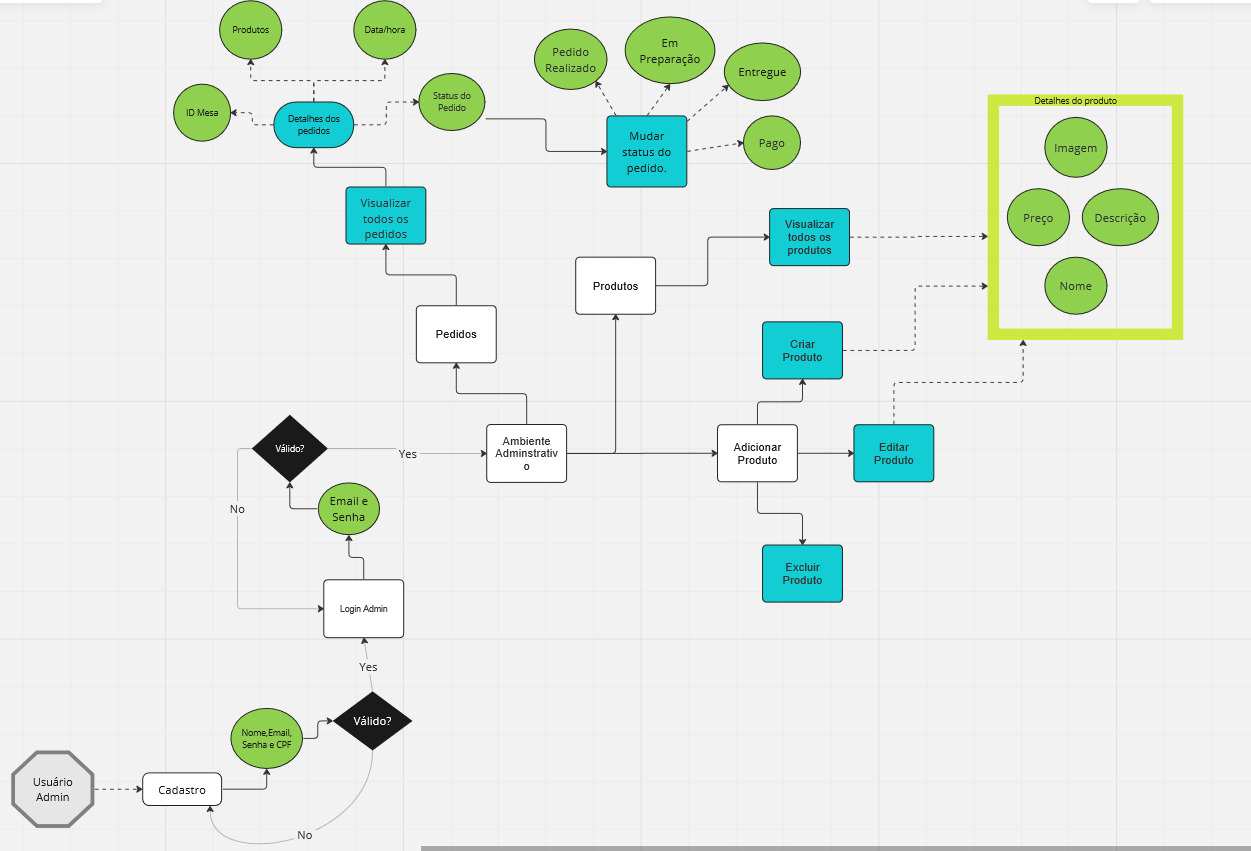 Produtos
Data/hora
ID Mesa
Detalhes dos
pedidos
Status do
Pedido
Pedido
Realizado
Em
Preparação
Entregue
Mudar
status do
pedido.
Pago
Detalhes do produto
Imagem
Preço
Descrição
Nome
Visualizar
todos os
pedidos
Visualizar
todos os
produtos
Produtos
Pedidos
Criar
Produto
Válido?
Yes
Ambiente
Adminstrativ
o
Adicionar
Produto
Editar
Produto
No
Email e
Senha
Excluir
Produto
Login Admin
Yes
Nome,Email,
Senha e CPF
Válido?
Usuário
Admin
Cadastro
No